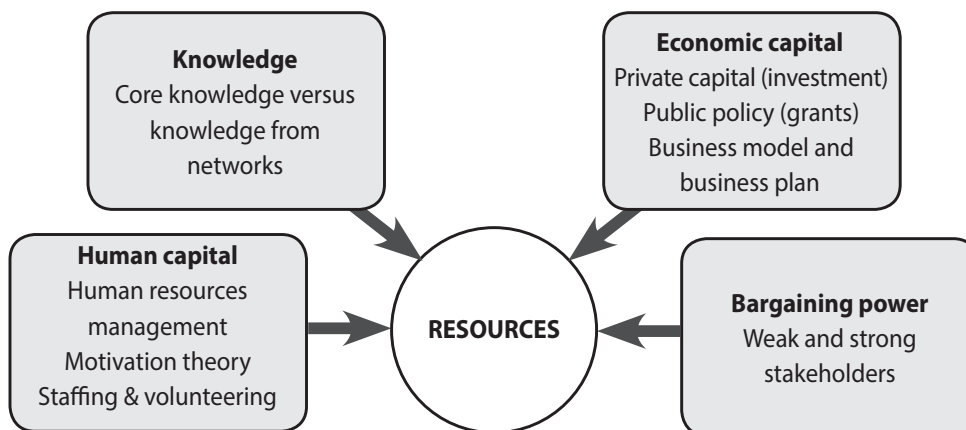 Knowledge
Core knowledge versus
knowledge from
networks
Economic capital
Private capital (investment)
Public policy (grants)
Business model and
business plan
Human capital
Human resources
management
Motivation theory
Staffing & volunteering
RESOURCES
Bargaining power
Weak and strong
stakeholders